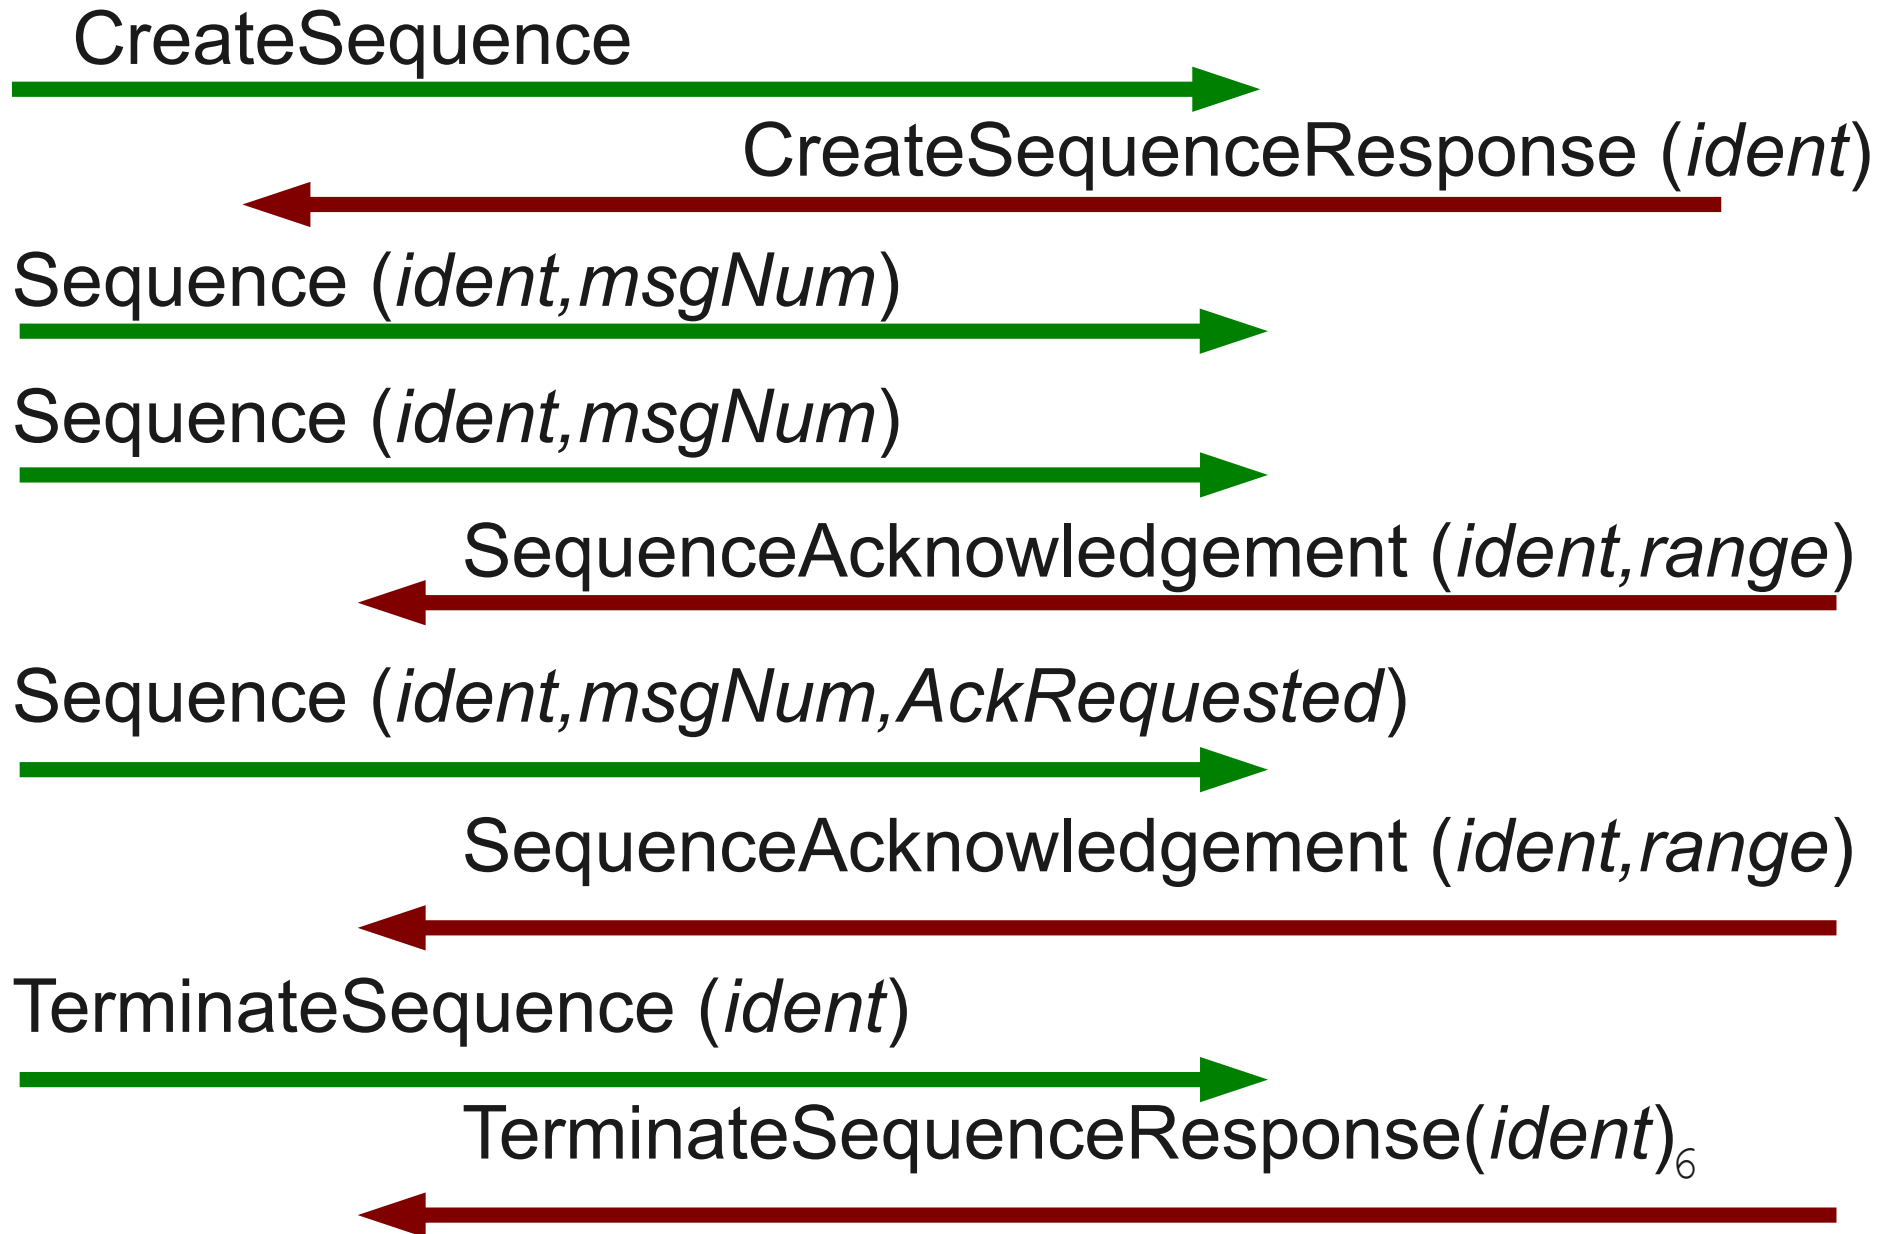 CreateSequence
CreateSequenceResponse (ident)
Sequence (ident,msgNum)
Sequence (ident,msgNum)
SequenceAcknowledgement (ident,range)
Sequence (ident,msgNum,AckRequested)
SequenceAcknowledgement (ident,range)
TerminateSequence (ident)
TerminateSequenceResponse(ident)
6